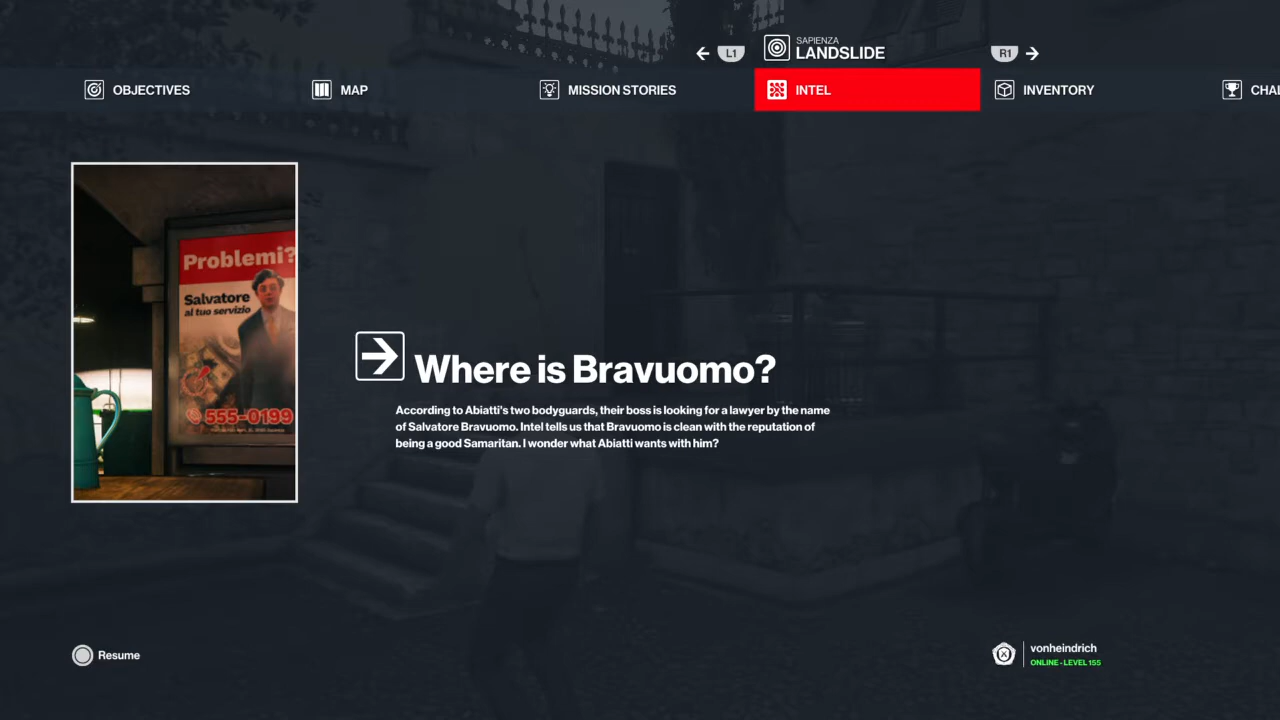 SAPIENZA
L1
LANDSLIDE
R1
OBJECTIVES
MAP
MISSION STORIES
INTEL
INVENTORY
CHAL
Problemi?
Salvatore
al tuo servizio
555-0199
Where is Bravuomo?
According to Abiatti's two bodyguards, their boss is looking for a lawyer by the name
of Salvatore Bravuomo. Intel tells us that Bravuomo is clean with the reputation of
being a good Samaritan. I wonder what Abiatti wants with him?
Resume
vonheindrich
ONLINE - LEVEL 155